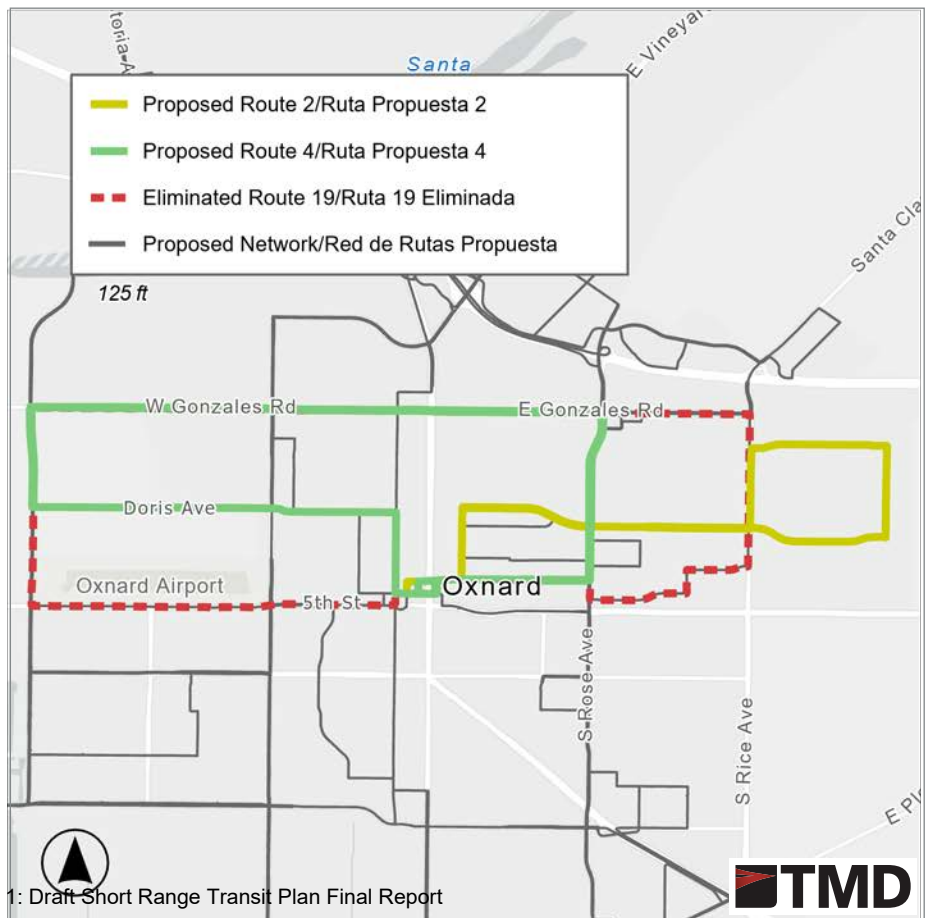 toria A
E Vineyar
Santa
Proposed Route 2/Ruta Propuesta 2
Proposed Route 4/Ruta Propuesta 4
Eliminated Route 19/Ruta 19 Eliminada
Proposed Network/Red de Rutas Propuesta
Santa Cla
125 ft
W Gonzales Rd
E Gonzales Rd
Doris Ave
Oxnard Airport
Oxnard
5th St
S Rose Ave
S Rice Ave
E Pl
1: Draft Short Range Transit Plan Final Report
TMD